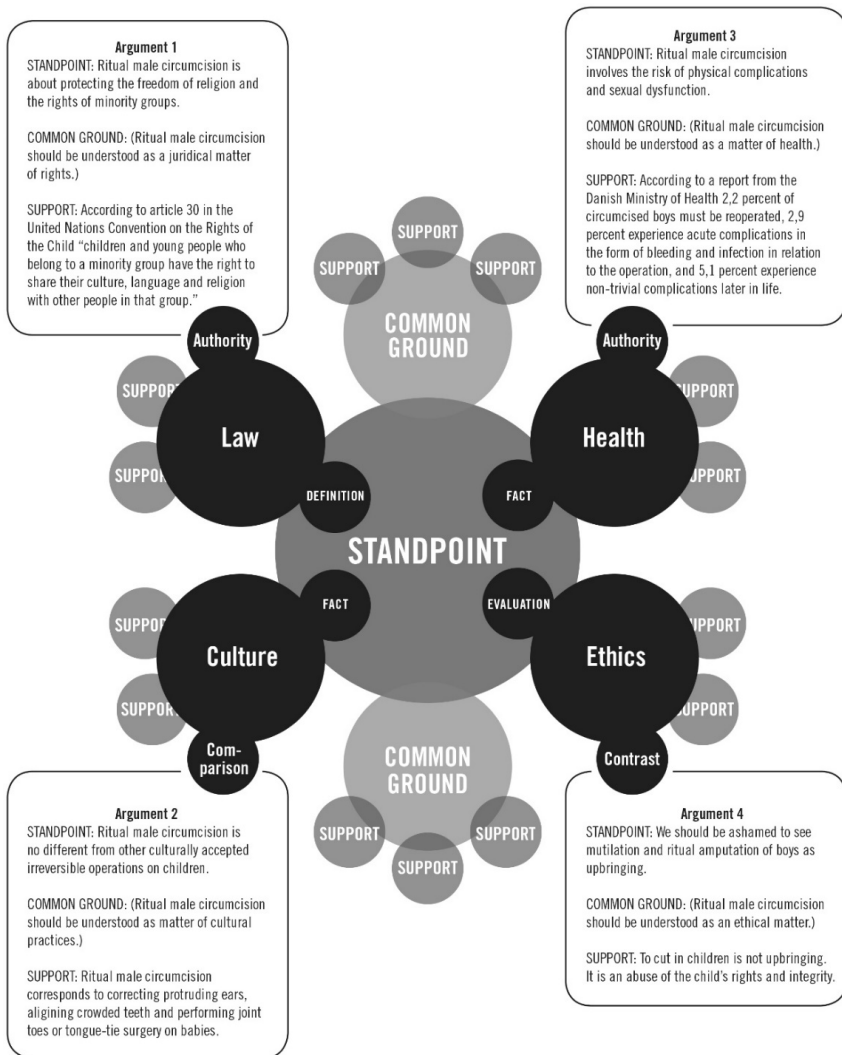 Argument 1
STANDPOINT: Ritual male circumcision is
about protecting the freedom of religion and
the rights of minority groups.
COMMON GROUND: (Ritual male circumcision
should be understood as a juridical matter
of rights.)
SUPPORT: According to article 30 in the
United Nations Convention on the Rights of
the Child “children and young people who
belong to a minority group have the right to
share their culture, language and religion
with other people in that group.”
Argument 3
STANDPOINT: Ritual male circumcision
involves the risk of physical complications
and sexual dysfunction.
COMMON GROUND: (Ritual male circumcision
should be understood as a matter of health.)
SUPPORT: According to a report from the
Danish Ministry of Health 2,2 percent of
circumcised boys must be reoperated, 2,9
percent experience acute complications in
the form of bleeding and infection in relation
to the operation, and 5,1 percent experience
non-trivial complications later in life.
SUPPORT
SUPPORT
SUPPORT
COMMON
GROUND
Authority
Authority
SUPPORT
SUPPORT
Law
Health
SUPPORT
SUPPORT
DEFINITION
FACT
STANDPOINT
FACT
EVALUATION
SUPPORT
SUPPORT
Culture
Ethics
SUPPORT
SUPPORT
Com-
parison
COMMON
GROUND
Contrast
SUPPORT
SUPPORT
SUPPORT
Argument 2
STANDPOINT: Ritual male circumcision is
no different from other culturally accepted
irreversible operations on children.
COMMON GROUND: (Ritual male circumcision
should be understood as matter of cultural
practices.)
SUPPORT: Ritual male circumcision
corresponds to correcting protruding ears,
aligining crowded teeth and performing joint
toes or tongue-tie surgery on babies.
Argument 4
STANDPOINT: We should be ashamed to see
mutilation and ritual amputation of boys as
upbringing.
COMMON GROUND: (Ritual male circumcision
should be understood as an ethical matter.)
SUPPORT: To cut in children is not upbringing.
It is an abuse of the child’s rights and integrity.